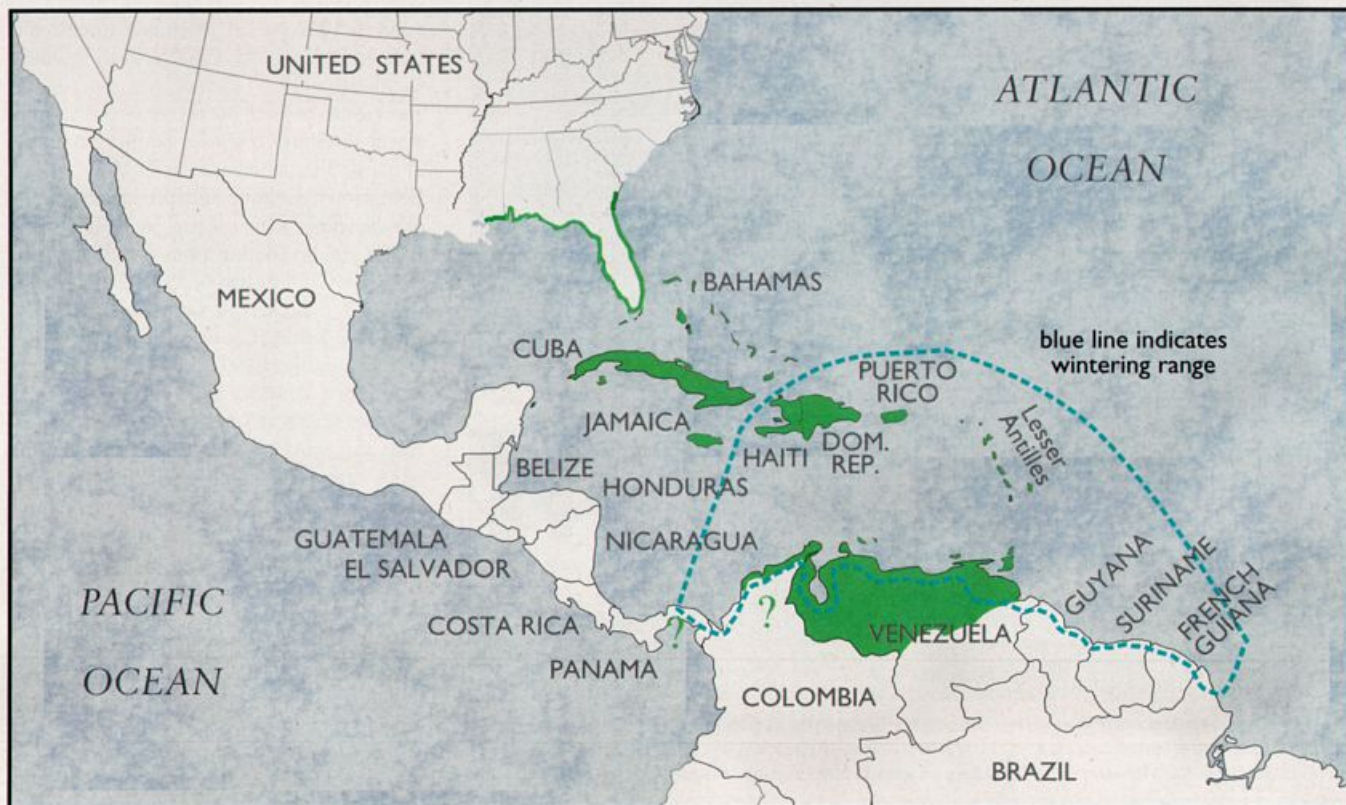 UNITED STATES
ATLANTIC
OCEAN
MEXICO
BAHAMAS
CUBA
blue line indicates
wintering range
PUERTO
RICO
JAMAICA
HAITI
DOM.
REP.
Lesser
Antilles
BELIZE
HONDURAS
GUATEMALA
EL SALVADOR
NICARAGUA
PACIFIC
OCEAN
COSTA RICA
PANAMA
?
?
VENEZUELA
GUYANA
SURINAME
FRENCH
GUIANA
COLOMBIA
BRAZIL